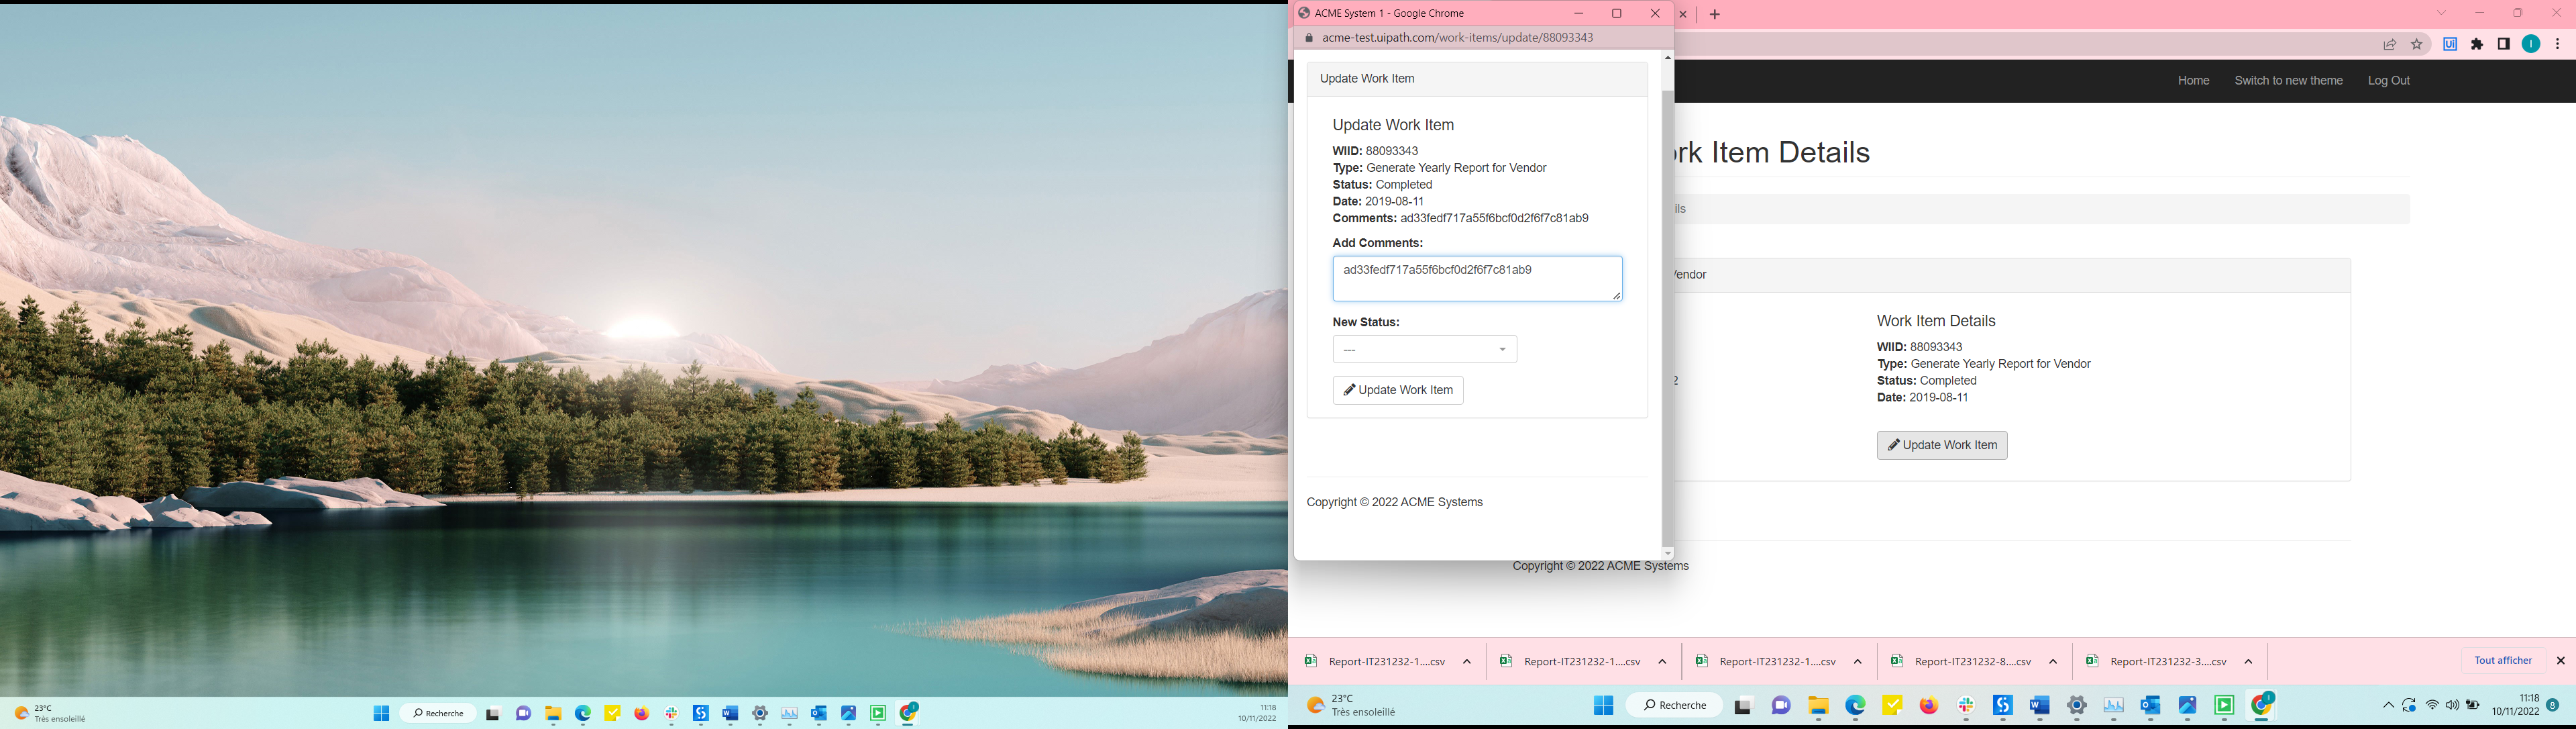 ACME System 1 - Google Chrome
acme-test.uipath.com/work-items/update/88093343
Update Work Item
Update Work Item
WIID: 88093343
Type: Generate Yearly Report for Vendor
Status: Completed
Date: 2019-08-11
Comments: ad33fedf717a55f6bcf0d2f6f7c81ab9
Add Comments:
ad33fedf717a55f6bcf0d2f6f7c81ab9
New Status:
---
Update Work Item
Copyright © 2022 ACME Systems
Home Switch to new theme Log Out
rk Item Details
ils
Vendor
2
Work Item Details
WIID: 88093343
Type: Generate Yearly Report for Vendor
Status: Completed
Date: 2019-08-11
Update Work Item
Copyright © 2022 ACME Systems
Report-IT231232-1....csv Report-IT231232-1....csv Report-IT231232-1....csv Report-IT231232-8....csv Report-IT231232-3....csv Tout afficher
23°C
Très ensoleillé
Recherche
11:18
10/11/2022
23°C
Très ensoleillé
Recherche
11:18
10/11/2022
8